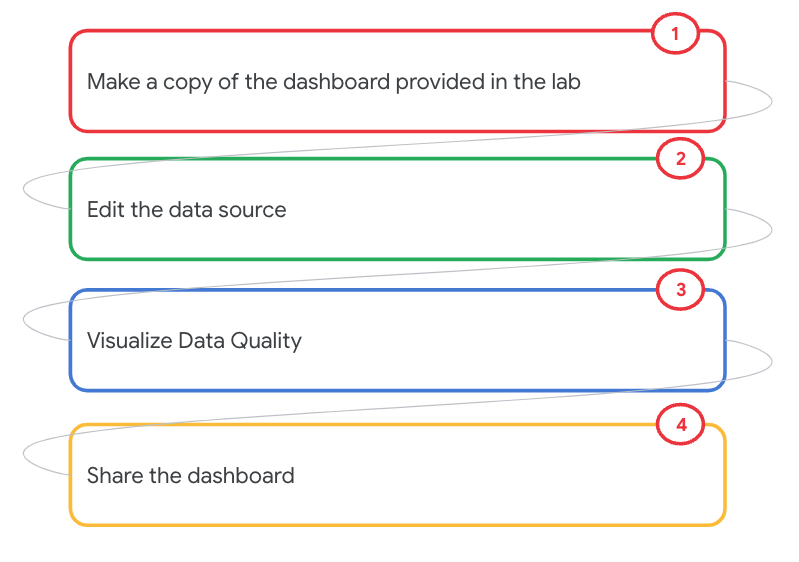 1
Make a copy of the dashboard provided in the lab
2
Edit the data source
3
Visualize Data Quality
4
Share the dashboard